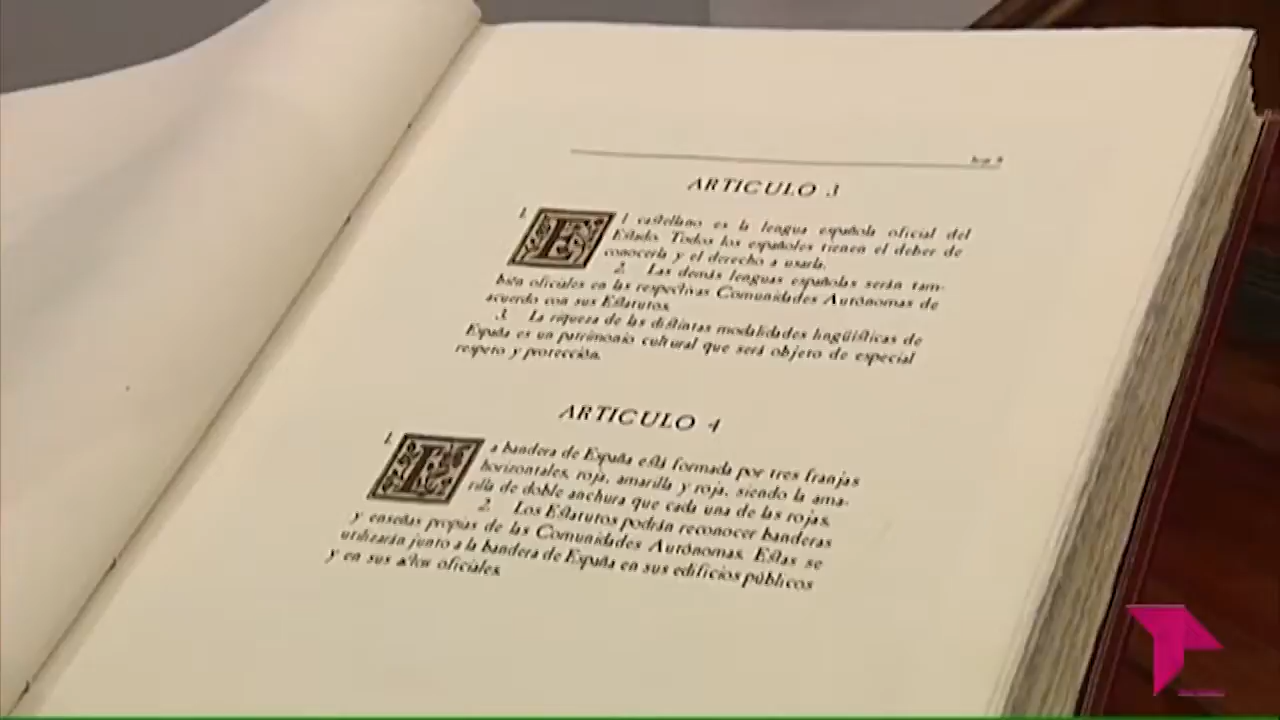 ARTICULO 3
1. El castellano es la lengua española oficial del
Estado. Todos los españoles tienen el deber de
conocerla y el derecho a usarla.
2. Las demás lenguas españolas serán tam-
bién oficiales en las respectivas Comunidades Autónomas de
acuerdo con sus Estatutos.
3. La riqueza de las distintas modalidades lingüísticas de
España es un patrimonio cultural que será objeto de especial
respeto y protección.
ARTICULO 4
1. La bandera de España está formada por tres franjas
horizontales, roja, amarilla y roja, siendo la ama-
rilla de doble anchura que cada una de las rojas.
2. Los Estatutos podrán reconocer banderas
y enseñas propias de las Comunidades Autónomas. Estas se
utilizarán junto a la bandera de España en sus edificios públicos
y en sus actos oficiales.